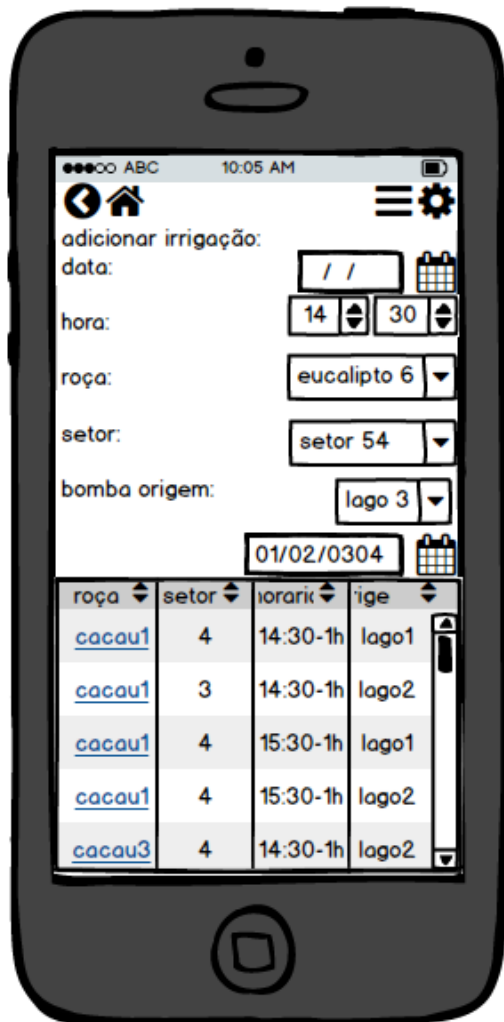 ABC 10:05 AM
adicionar irrigação:
data: / /
hora: 14 30
roça: eucalipto 6
setor: setor 54
bomba origem: lago 3
01/02/0304
roça setor horaric rige
cacau1 4 14:30-1h lago1
cacau1 3 14:30-1h lago2
cacau1 4 15:30-1h lago1
cacau1 4 15:30-1h lago2
cacau3 4 14:30-1h lago2